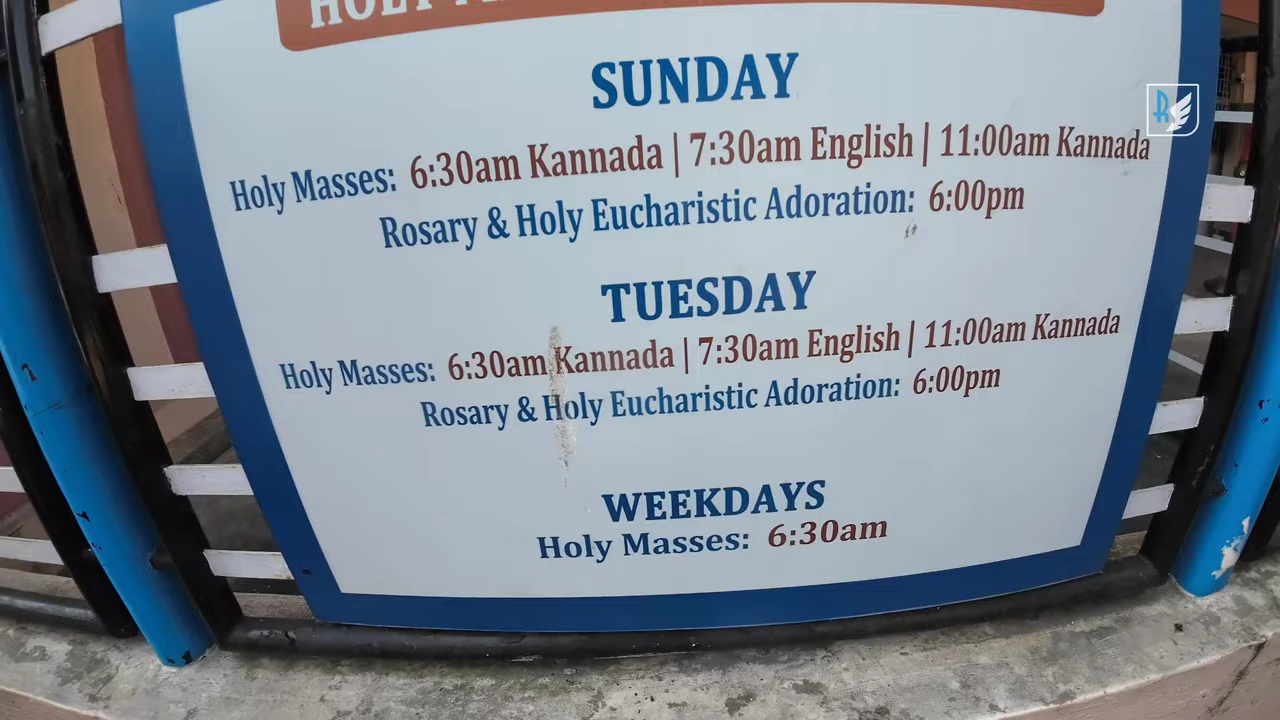 HOLY
SUNDAY
Holy Masses: 6:30am Kannada | 7:30am English | 11:00am Kannada
Rosary & Holy Eucharistic Adoration: 6:00pm
TUESDAY
Holy Masses: 6:30am Kannada | 7:30am English | 11:00am Kannada
Rosary & Holy Eucharistic Adoration: 6:00pm
WEEKDAYS
Holy Masses: 6:30am